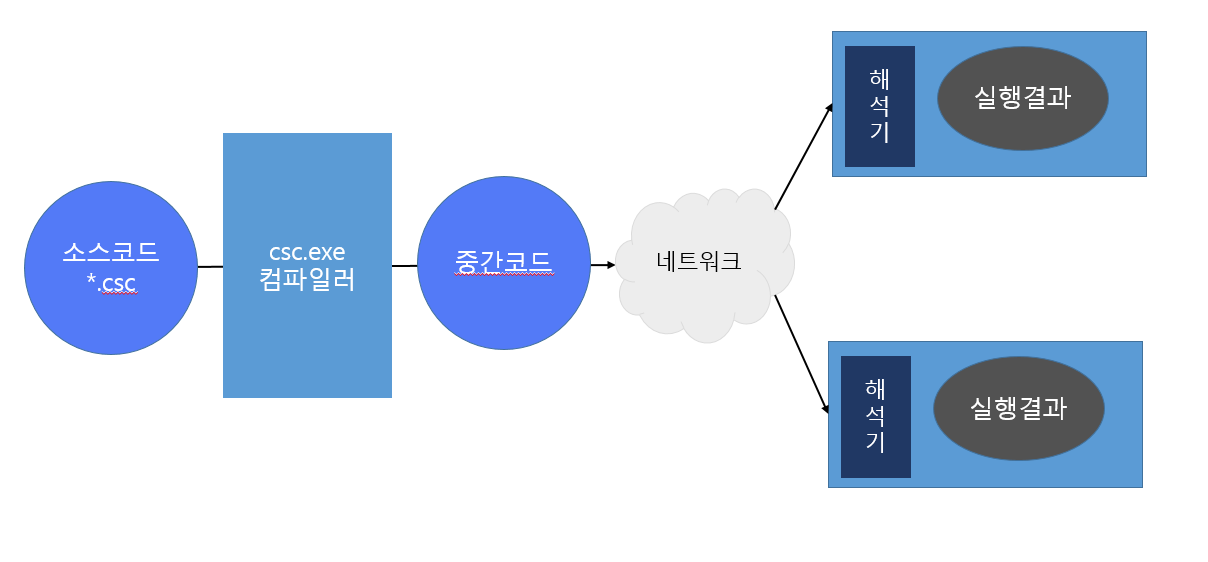 소스코드
*.csc
csc.exe
컴파일러
중간코드
네트워크
해
석
기
실행결과
해
석
기
실행결과